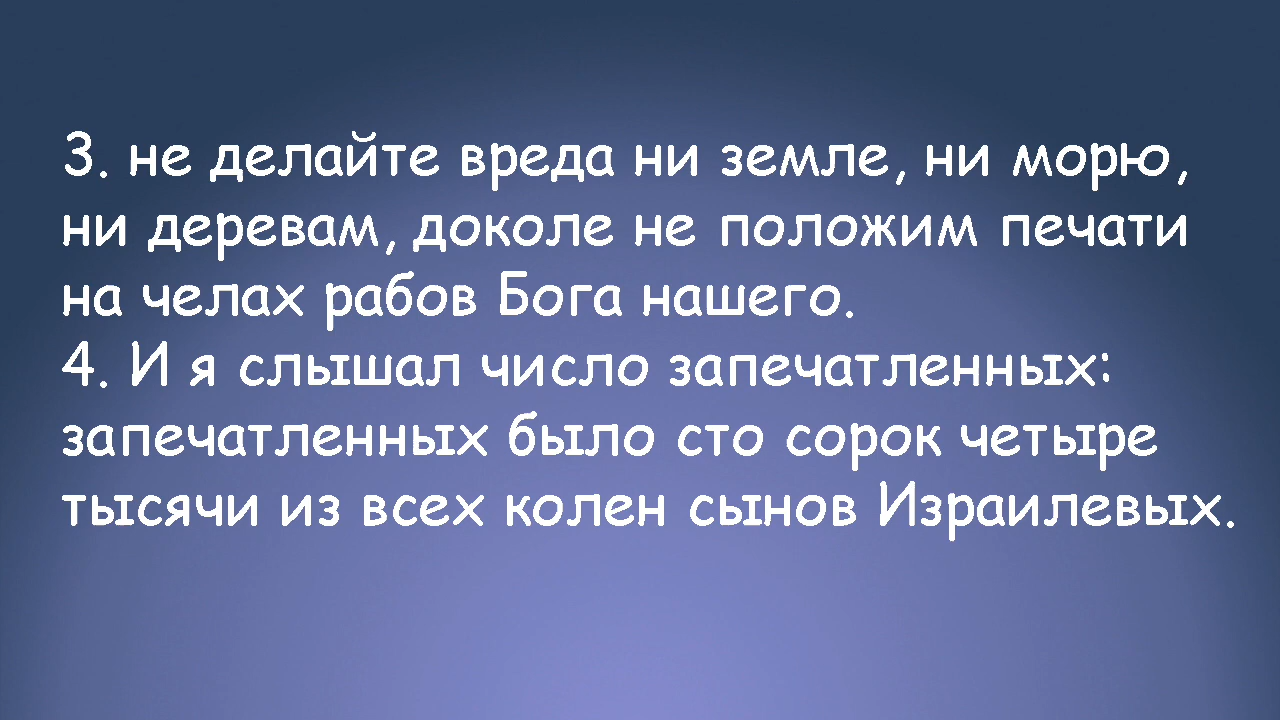 3. не делайте вреда ни земле, ни морю,
ни деревам, доколе не положим печати
на челах рабов Бога нашего.
4. И я слышал число запечатленных:
запечатленных было сто сорок четыре
тысячи из всех колен сынов Израилевых.